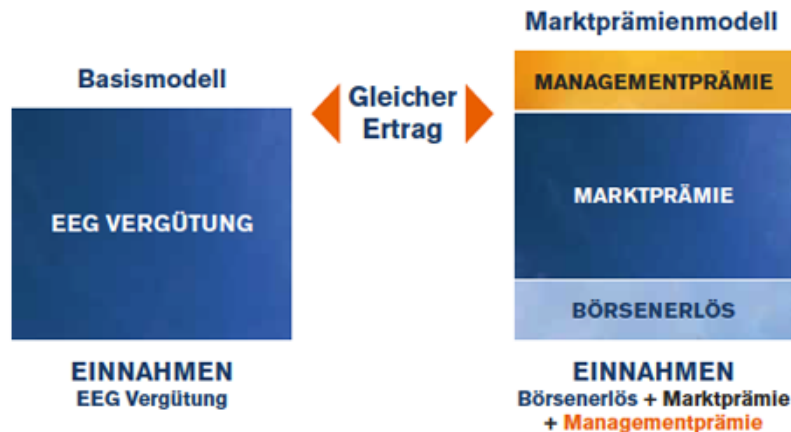 Marktprämienmodell
Basismodell
MANAGEMENTPRÄMIE
Gleicher
Ertrag
EEG VERGÜTUNG
MARKTPRÄMIE
BÖRSENERLÖS
EINNAHMEN
EEG Vergütung
EINNAHMEN
Börsenerlös + Marktprämie
+ Managementprämie